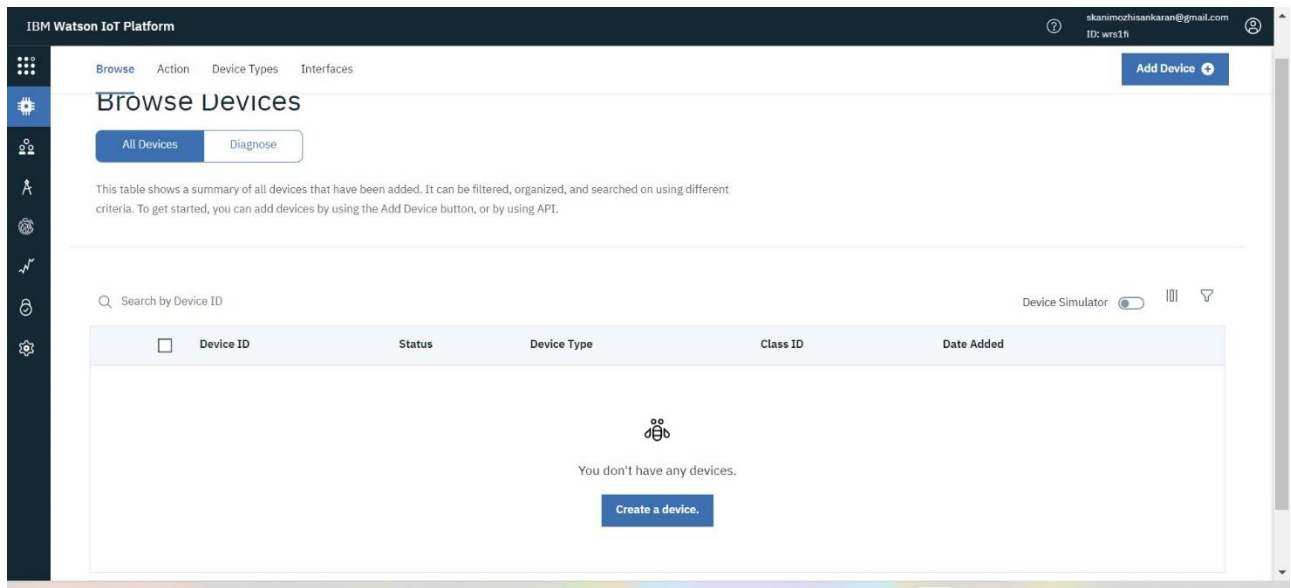 IBM Watson IoT Platform
skanimozhisankaran@gmail.com
ID: wrs1fi
Browse Action Device Types Interfaces
Add Device
Browse Devices
All Devices Diagnose
This table shows a summary of all devices that have been added. It can be filtered, organized, and searched on using different
criteria. To get started, you can add devices by using the Add Device button, or by using API.
Search by Device ID
Device Simulator
Device ID Status Device Type Class ID Date Added
You don't have any devices.
Create a device.